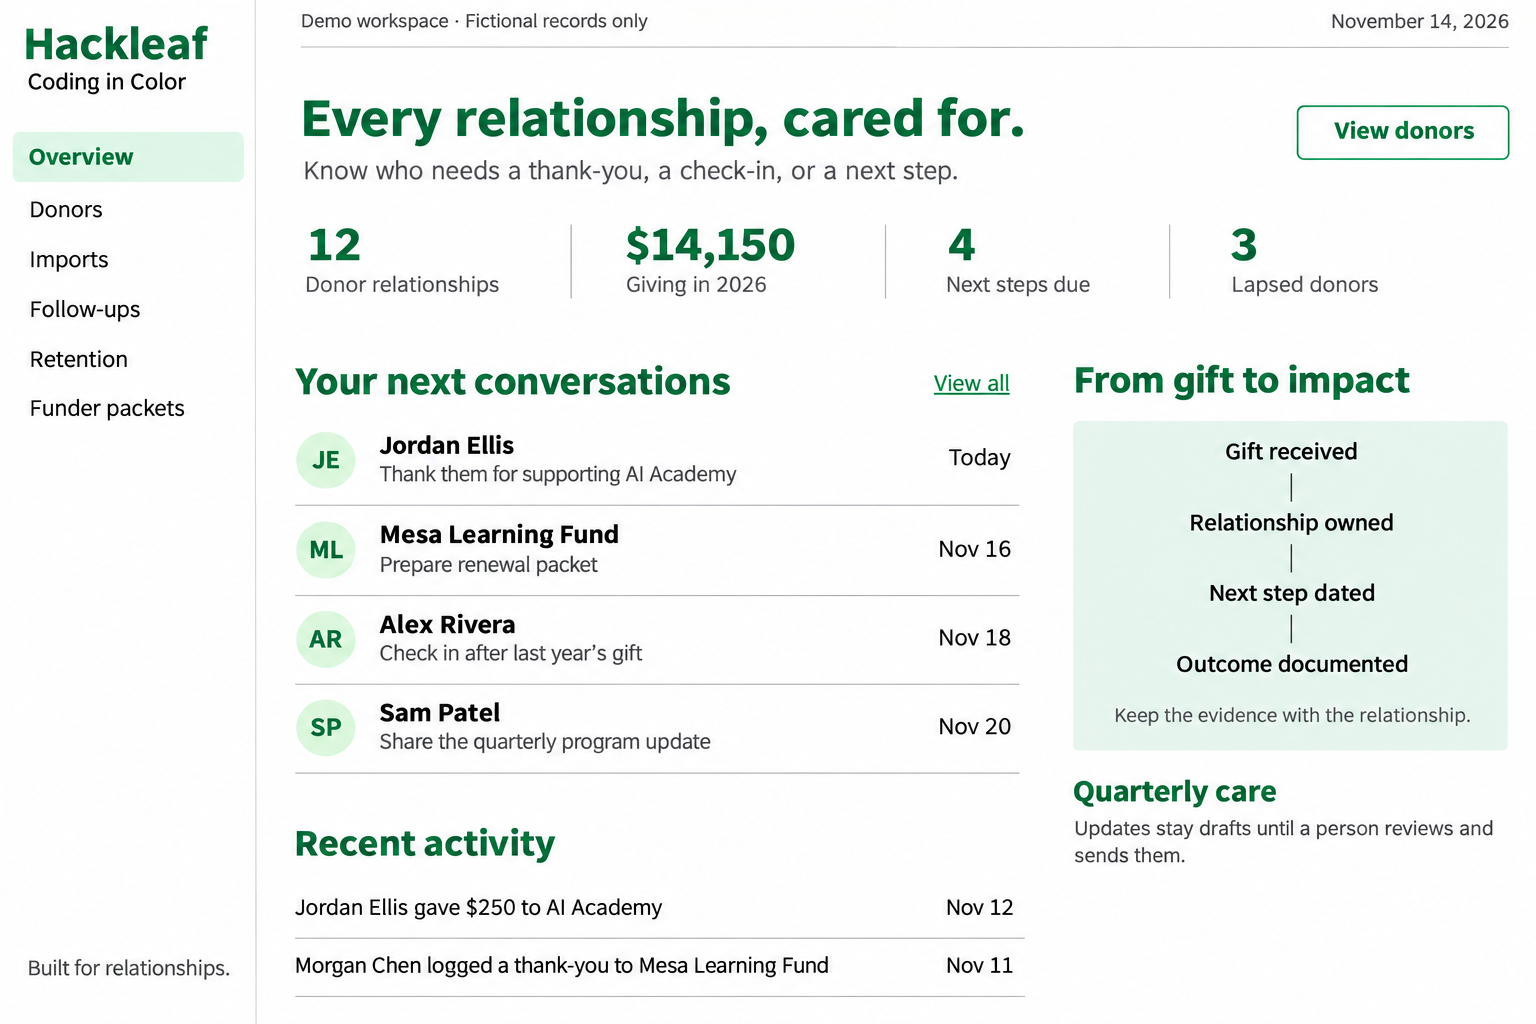 Hackleaf
Coding in Color
Overview
Donors
Imports
Follow-ups
Retention
Funder packets
Built for relationships.
Demo workspace · Fictional records only
November 14, 2026
Every relationship, cared for.
Know who needs a thank-you, a check-in, or a next step.
View donors
12
Donor relationships
$14,150
Giving in 2026
4
Next steps due
3
Lapsed donors
Your next conversations
View all
JE
Jordan Ellis
Thank them for supporting AI Academy
Today
ML
Mesa Learning Fund
Prepare renewal packet
Nov 16
AR
Alex Rivera
Check in after last year’s gift
Nov 18
SP
Sam Patel
Share the quarterly program update
Nov 20
Recent activity
Jordan Ellis gave $250 to AI Academy
Nov 12
Morgan Chen logged a thank-you to Mesa Learning Fund
Nov 11
From gift to impact
Gift received
Relationship owned
Next step dated
Outcome documented
Keep the evidence with the relationship.
Quarterly care
Updates stay drafts until a person reviews and
sends them.